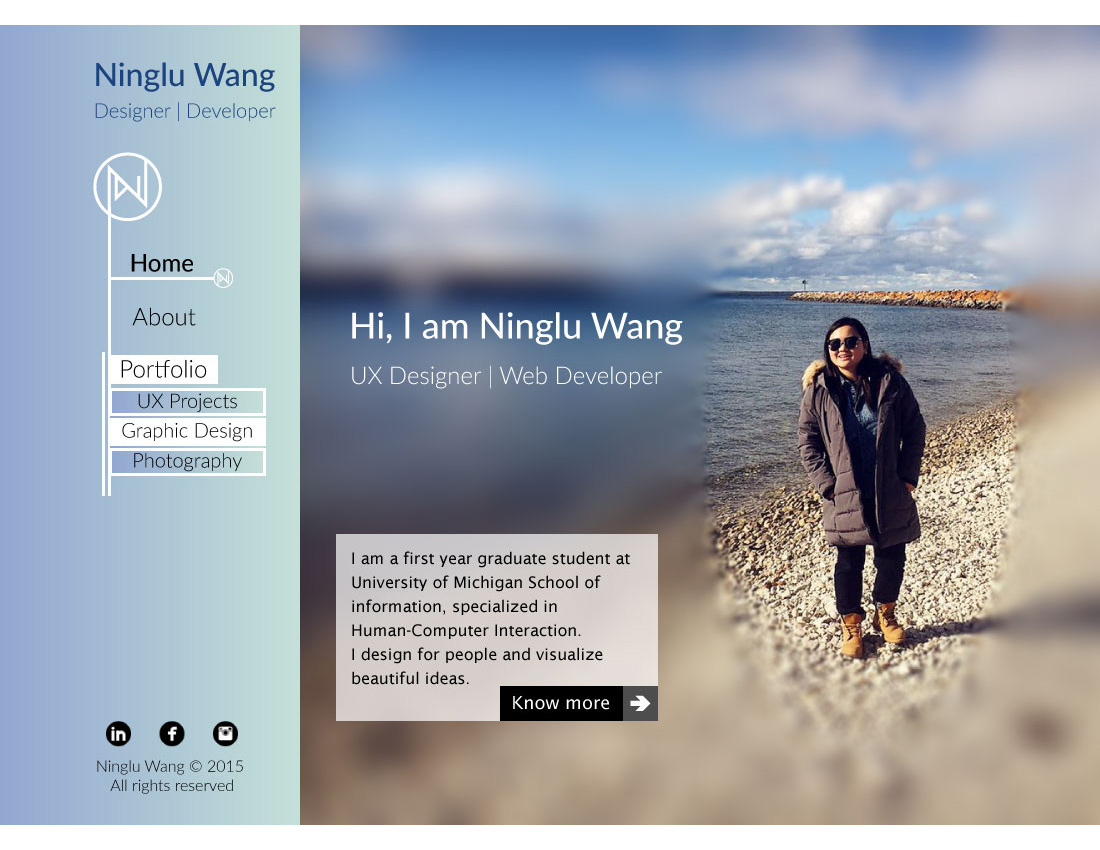 Ninglu Wang
Designer | Developer
Home
About
Portfolio
UX Projects
Graphic Design
Photography
Hi, I am Ninglu Wang
UX Designer | Web Developer
I am a first year graduate student at
University of Michigan School of
information, specialized in
Human-Computer Interaction.
I design for people and visualize
beautiful ideas.
Know more
in
f
Ninglu Wang © 2015
All rights reserved